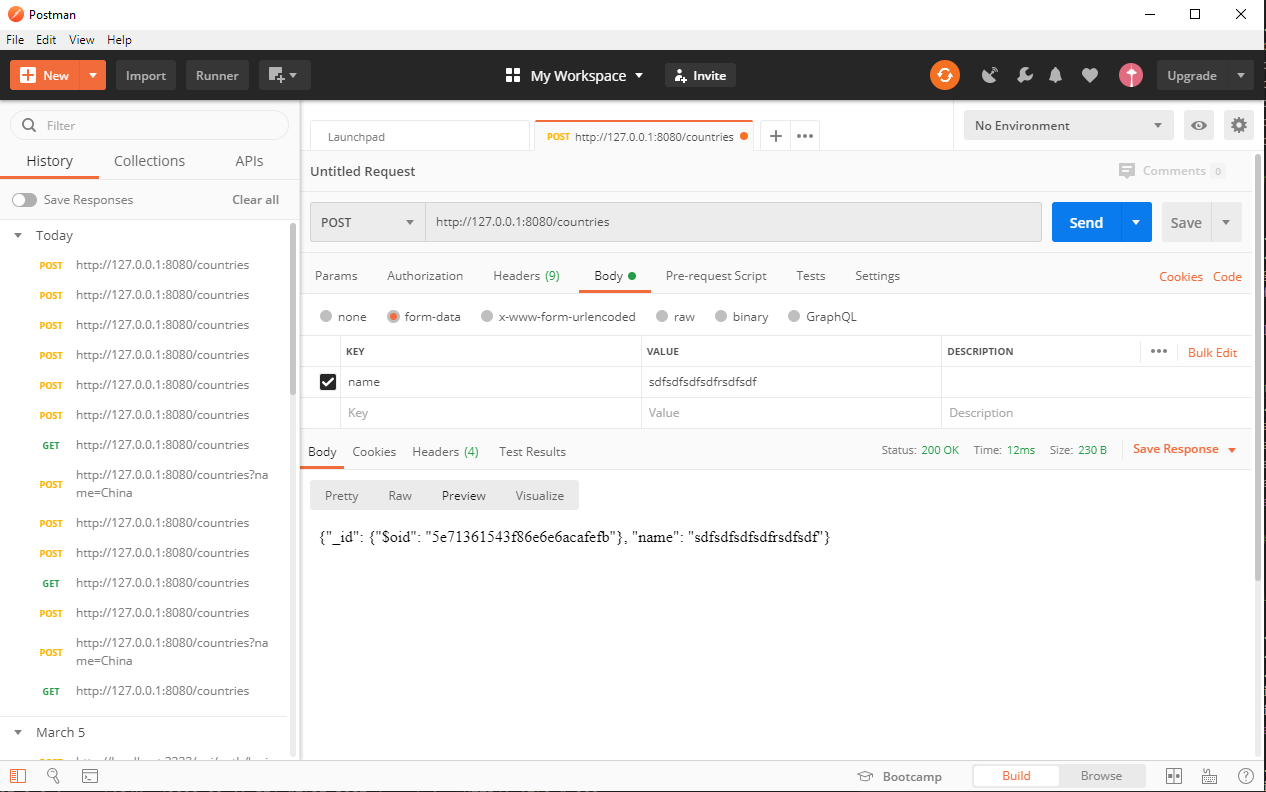 Postman
File Edit View Help
New Import Runner My Workspace Invite Upgrade
Filter
History Collections APIs
Save Responses Clear all
Today
POST http://127.0.0.1:8080/countries
POST http://127.0.0.1:8080/countries
POST http://127.0.0.1:8080/countries
POST http://127.0.0.1:8080/countries
POST http://127.0.0.1:8080/countries
POST http://127.0.0.1:8080/countries
GET http://127.0.0.1:8080/countries
POST http://127.0.0.1:8080/countries?na
me=China
POST http://127.0.0.1:8080/countries
POST http://127.0.0.1:8080/countries
GET http://127.0.0.1:8080/countries
POST http://127.0.0.1:8080/countries
POST http://127.0.0.1:8080/countries?na
me=China
GET http://127.0.0.1:8080/countries
March 5
Launchpad POST http://127.0.0.1:8080/countries No Environment
Untitled Request Comments 0
POST http://127.0.0.1:8080/countries Send Save
Params Authorization Headers (9) Body Pre-request Script Tests Settings Cookies Code
none form-data x-www-form-urlencoded raw binary GraphQL
KEY VALUE DESCRIPTION Bulk Edit
name sdfsdfsdfsdfrsdfsdf
Key Value Description
Body Cookies Headers (4) Test Results Status: 200 OK Time: 12ms Size: 230 B Save Response
Pretty Raw Preview Visualize
{"_id": {"$oid": "5e71361543f86e6e6acafefb"}, "name": "sdfsdfsdfsdfrsdfsdf"}
Bootcamp Build Browse